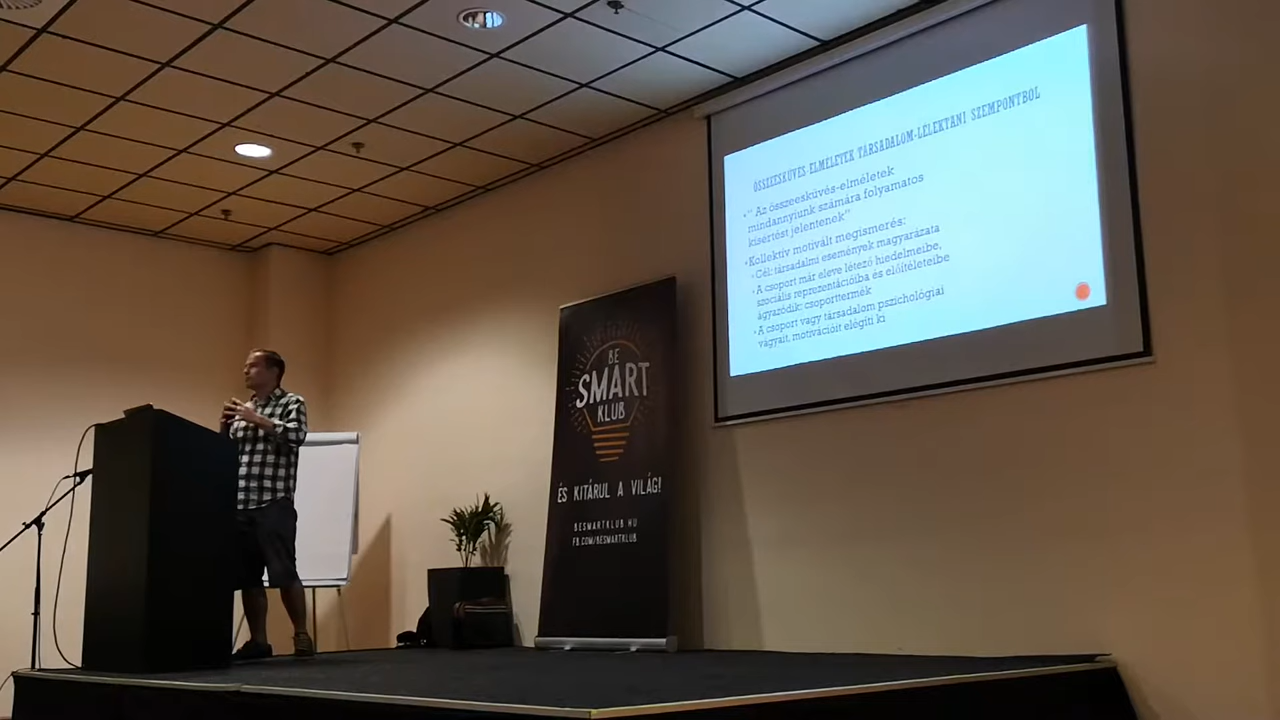 ÖSSZEESKÜVÉS-ELMÉLETEK TÁRSADALOM-LÉLEKTANI SZEMPONTBÓL
" Az összeesküvés-elméletek
mindannyiunk számára folyamatos
kísértést jelentenek"
Kollektív motivált megismerés:
Cél: társadalmi események magyarázata
A csoport már eleve létező hiedelmeibe,
szociális reprezentációiba és előítéleteibe
ágyazódik: csoporttermék
A csoport vagy társadalom pszichológiai
vágyait, motivációit elégíti ki
BE
SMART
KLUB
ÉS KITÁRUL A VILÁG!
BESMARTKLUB.HU
FB.COM/BESMARTKLUB